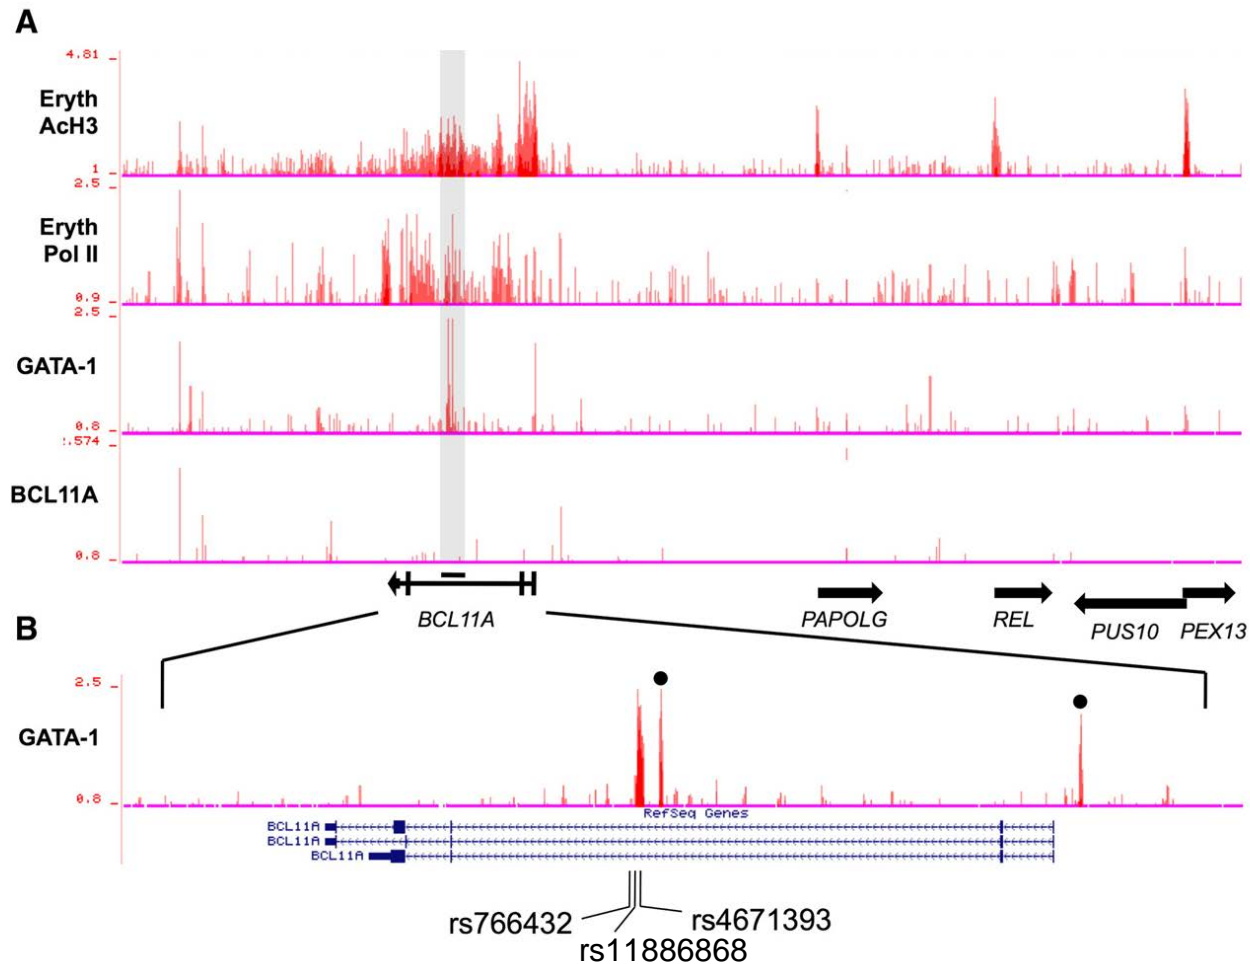 A
4.81
Eryth
AcH3
1
2.5
Eryth
Pol II
0.9
2.5
GATA-1
0.8
:.574
BCL11A
0.8
BCL11A
PAPOLG
REL
PUS10
PEX13
B
2.5
GATA-1
0.8
RefSeq Genes
BCL11A
BCL11A
BCL11A
rs766432
rs4671393
rs11886868